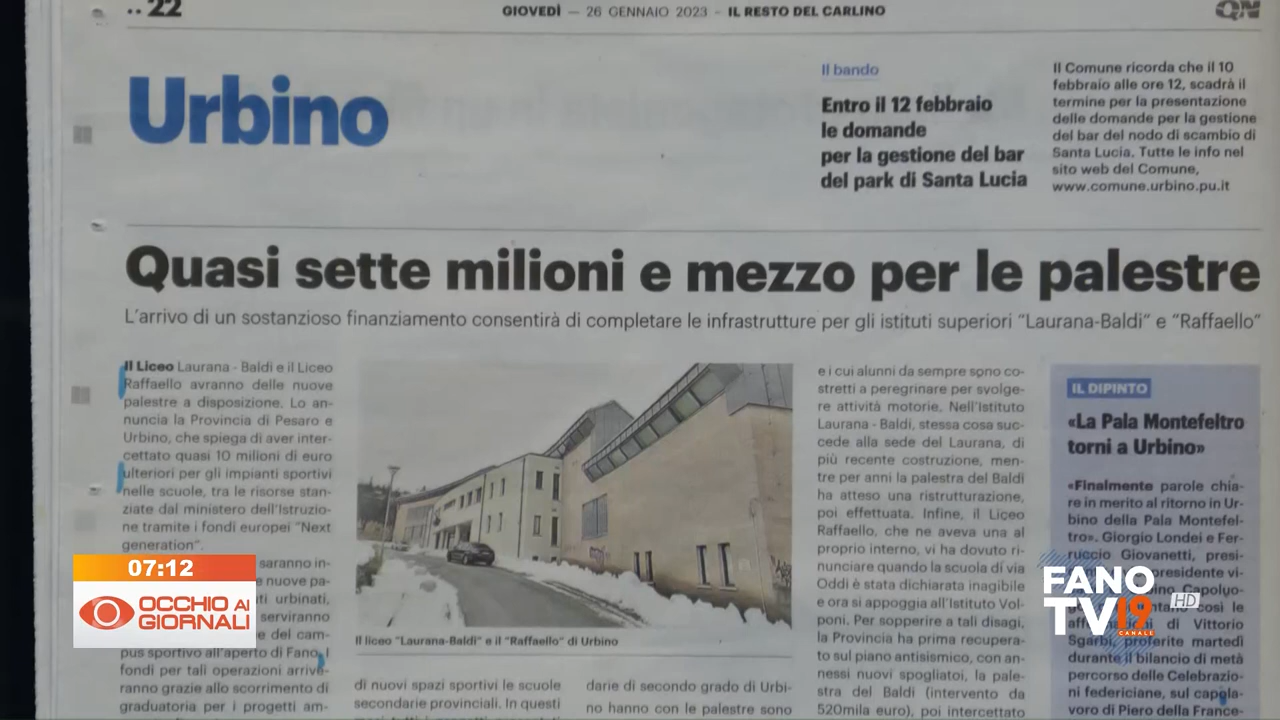 22
GIOVEDÌ — 26 GENNAIO 2023 – IL RESTO DEL CARLINO
QN
Urbino
Il bando
Entro il 12 febbraio
le domande
per la gestione del bar
del park di Santa Lucia
Il Comune ricorda che il 10
febbraio alle ore 12, scadrà il
termine per la presentazione
delle domande per la gestione
del bar del nodo di scambio di
Santa Lucia. Tutte le info nel
sito web del Comune,
www.comune.urbino.pu.it
Quasi sette milioni e mezzo per le palestre
L'arrivo di un sostanzioso finanziamento consentirà di completare le infrastrutture per gli istituti superiori "Laurana-Baldi" e "Raffaello"
Il Liceo Laurana - Baldi e il Liceo
Raffaello avranno delle nuove
palestre a disposizione. Lo an-
nuncia la Provincia di Pesaro e
Urbino, che spiega di aver inter-
cettato quasi 10 milioni di euro
ulteriori per gli impianti sportivi
nelle scuole, tra le risorse stan-
ziate dal ministero dell'Istruzio-
ne tramite i fondi europei "Next
generation".
saranno in-
e nuove pa-
ti urbinati,
serviranno
e del cam-
pus sportivo all'aperto di Fano. I
fondi per tali operazioni arrive-
ranno grazie allo scorrimento di
graduatoria per i progetti am-
Il liceo "Laurana-Baldi" e il "Raffaello" di Urbino
di nuovi spazi sportivi le scuole
secondarie provinciali. In questi
darie di secondo grado di Urbi-
no hanno con le palestre sono
e i cui alunni da sempre sono co-
stretti a peregrinare per svolge-
re attività motorie. Nell'Istituto
Laurana - Baldi, stessa cosa suc-
cede alla sede del Laurana, di
più recente costruzione, men-
tre per anni la palestra del Baldi
ha atteso una ristrutturazione,
poi effettuata. Infine, il Liceo
Raffaello, che ne aveva una al
proprio interno, vi ha dovuto ri-
nunciare quando la scuola di via
Oddi è stata dichiarata inagibile
e ora si appoggia all'Istituto Vol-
poni. Per sopperire a tali disagi,
la Provincia ha prima recupera-
to sul piano antisismico, con an-
nessi nuovi spogliatoi, la pale-
stra del Baldi (intervento da
520mila euro), poi intercettato
IL DIPINTO
«La Pala Montefeltro
torni a Urbino»
«Finalmente parole chia-
re in merito al ritorno in Ur-
bino della Pala Montefel-
tro». Giorgio Londei e Fer-
ruccio Giovanetti, presi-
presidente vi-
Capoluo-
così le
di Vittorio
Sgarbi, proferite martedì
durante il bilancio di metà
percorso delle Celebrazio-
ni federiciane, sul capola-
voro di Piero della France-
07:12
OCCHIO AI
GIORNALI
FANO
TV 19
CANALE
HD